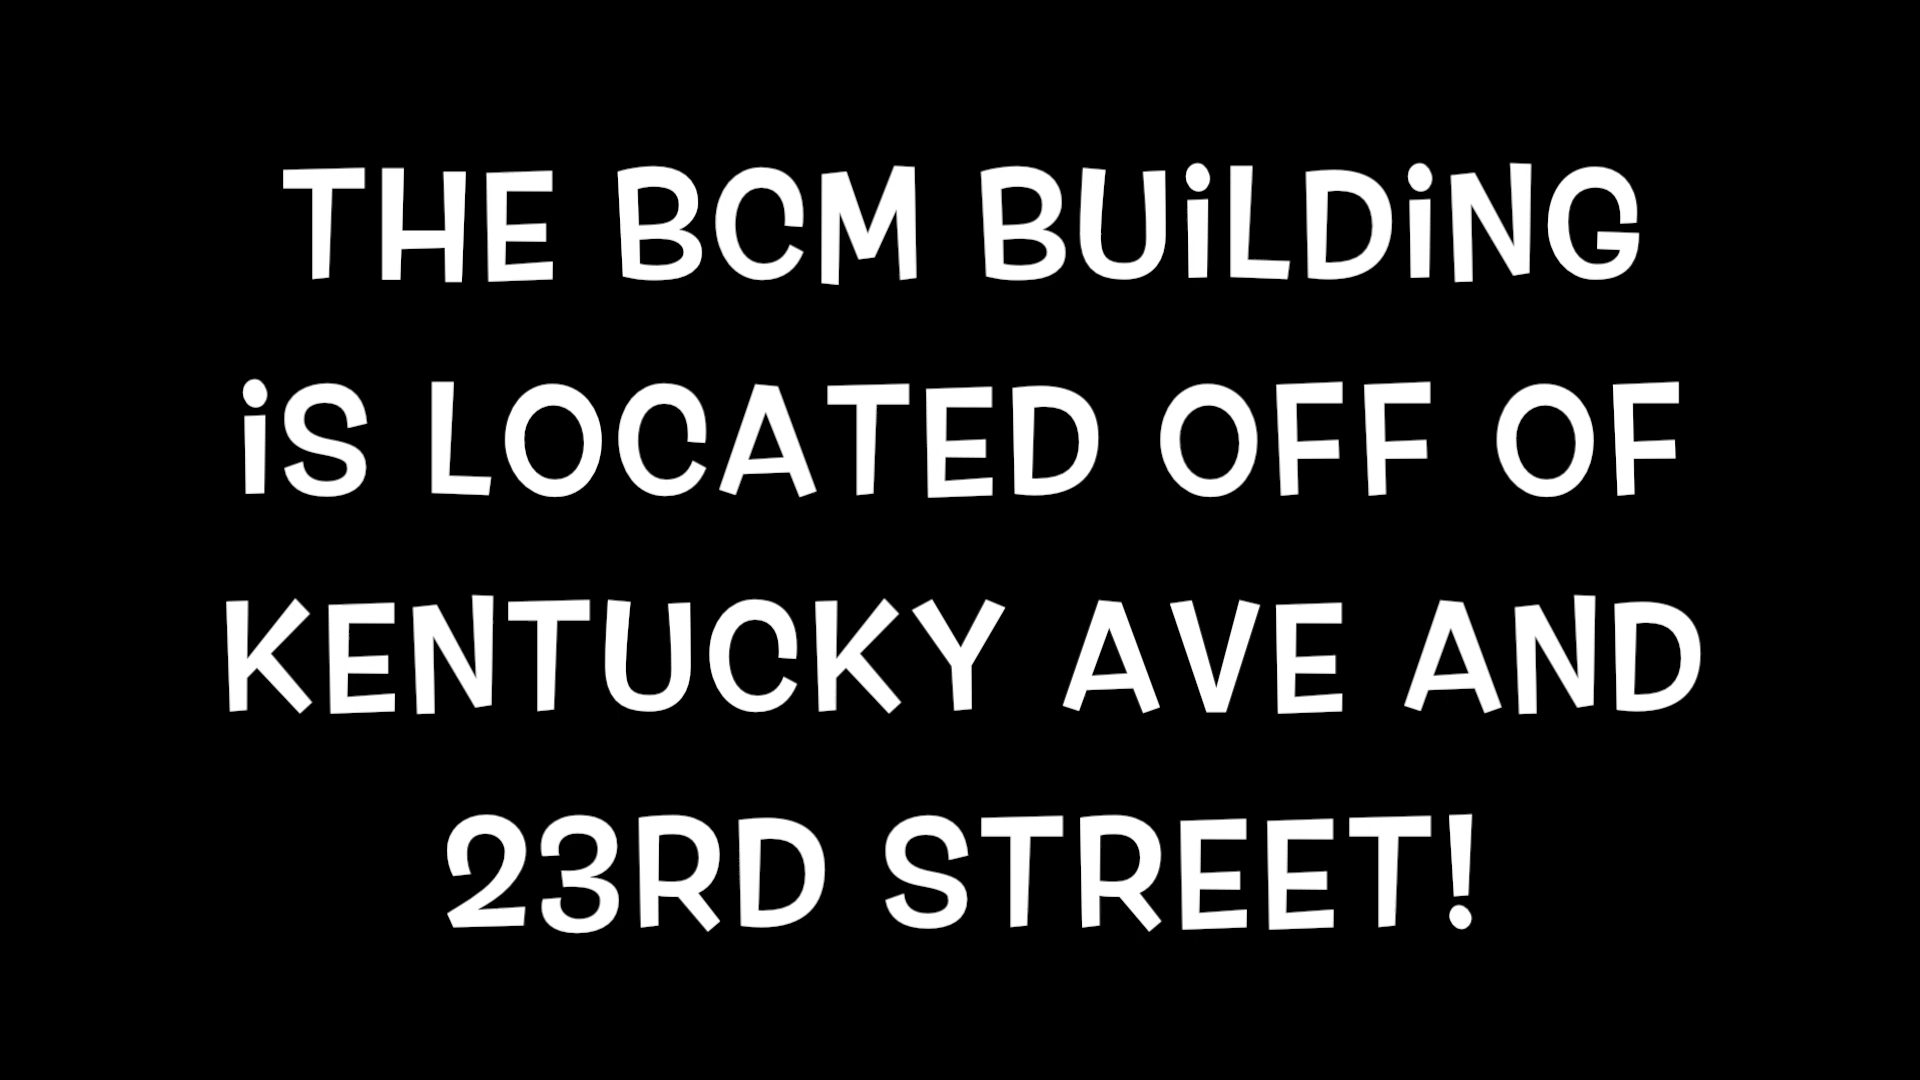 THE BCM BUiLDiNG
iS LOCATED OFF OF
KENTUCKY AVE AND
23RD STREET!